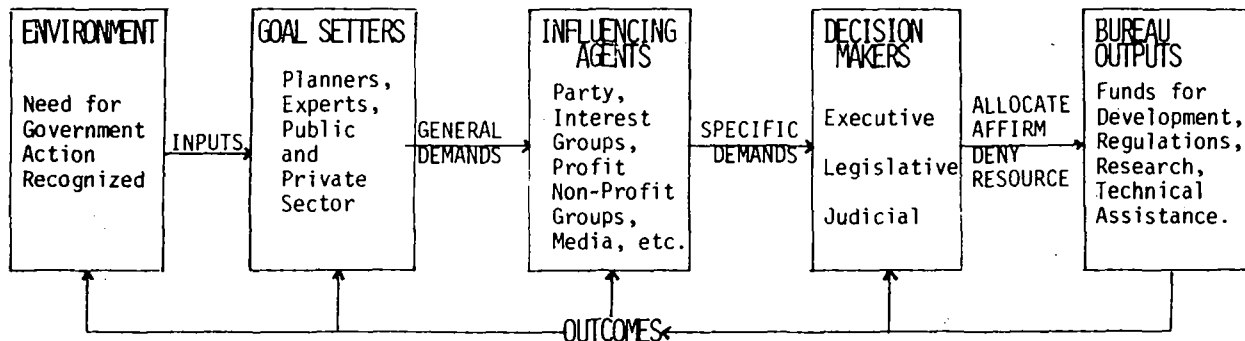 ENVIRONMENT
Need for
Government
Action
Recognized
INPUTS
GOAL SETTERS
Planners,
Experts,
Public
and
Private
Sector
GENERAL
DEMANDS
INFLUENCING
AGENTS
Party,
Interest
Groups,
Profit
Non-Profit
Groups,
Media, etc.
SPECIFIC
DEMANDS
DECISION
MAKERS
Executive
Legislative
Judicial
ALLOCATE
AFFIRM
DENY
RESOURCE
BUREAU
OUTPUTS
Funds for
Development,
Regulations,
Research,
Technical
Assistance.
OUTCOMES